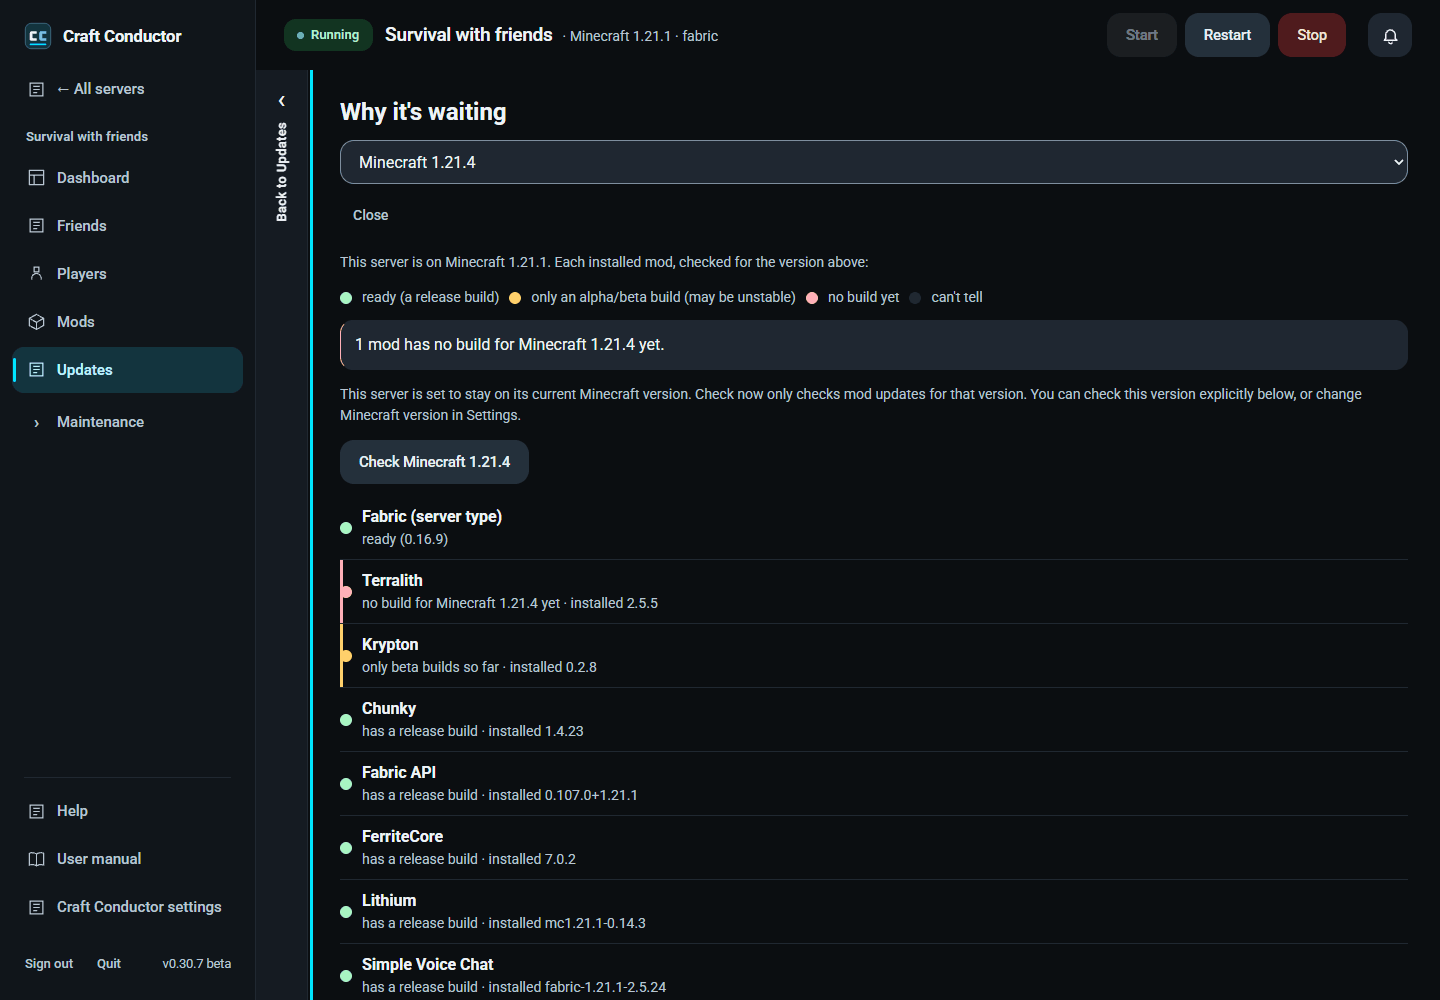 Craft Conductor
← All servers
Survival with friends
Dashboard
Friends
Players
Mods
Updates
Maintenance
Help
User manual
Craft Conductor settings
Sign out
Quit
v0.30.7 beta
Running
Survival with friends
· Minecraft 1.21.1 · fabric
Start
Restart
Stop
Back to Updates
Why it's waiting
Minecraft 1.21.4
Close
This server is on Minecraft 1.21.1. Each installed mod, checked for the version above:
ready (a release build)
only an alpha/beta build (may be unstable)
no build yet
can't tell
1 mod has no build for Minecraft 1.21.4 yet.
This server is set to stay on its current Minecraft version. Check now only checks mod updates for that version. You can check this version explicitly below, or change
Minecraft version in Settings.
Check Minecraft 1.21.4
Fabric (server type)
ready (0.16.9)
Terralith
no build for Minecraft 1.21.4 yet · installed 2.5.5
Krypton
only beta builds so far · installed 0.2.8
Chunky
has a release build · installed 1.4.23
Fabric API
has a release build · installed 0.107.0+1.21.1
FerriteCore
has a release build · installed 7.0.2
Lithium
has a release build · installed mc1.21.1-0.14.3
Simple Voice Chat
has a release build · installed fabric-1.21.1-2.5.24